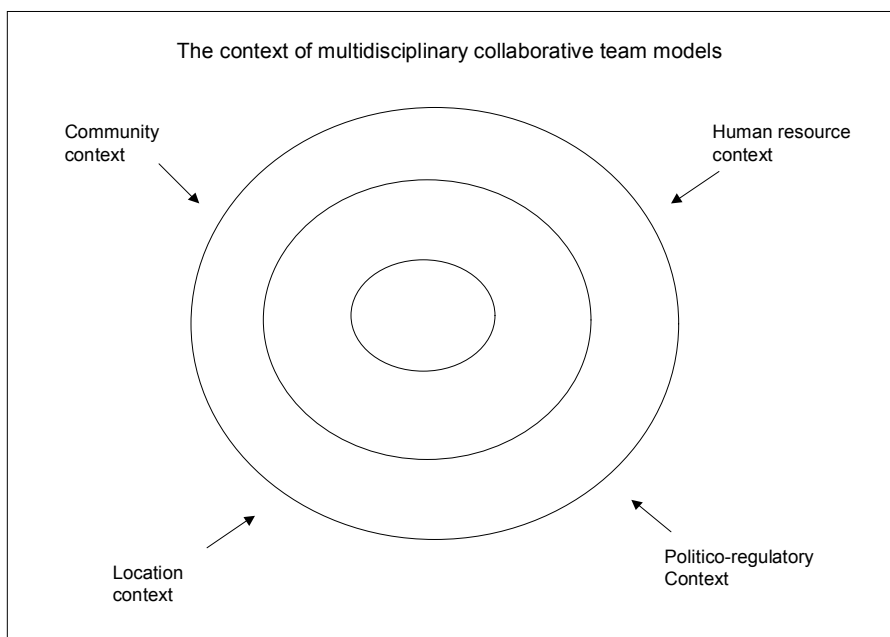 The context of multidisciplinary collaborative team models
Community
context
Human resource
context
Location
context
Politico-regulatory
Context